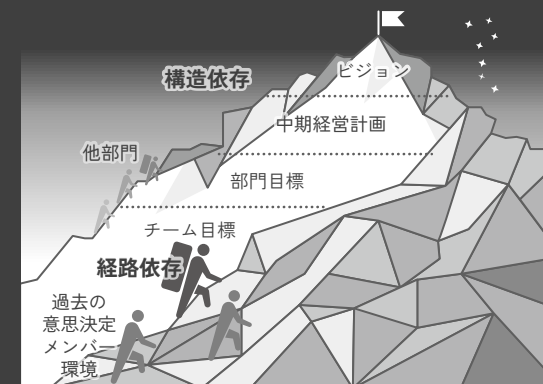 ビジョン
構造依存
中期経営計画
他部門
部門目標
チーム目標
経路依存
過去の
意思決定
メンバー
環境